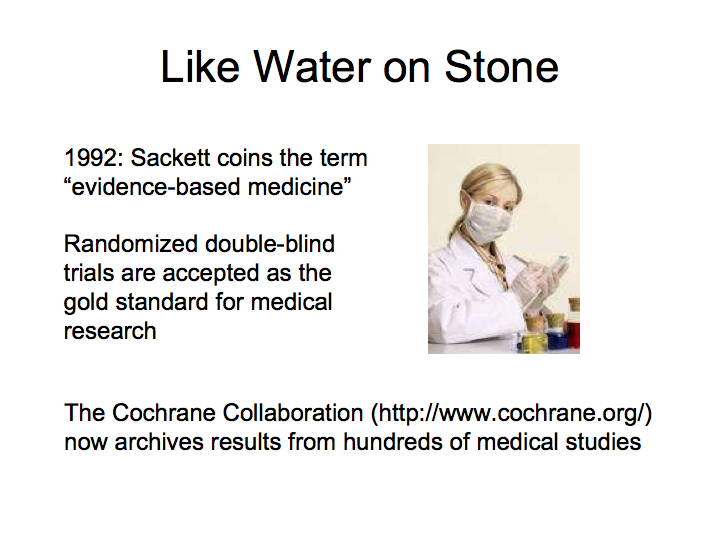 Like Water on Stone
1992: Sackett coins the term
“evidence-based medicine”
Randomized double-blind
trials are accepted as the
gold standard for medical
research
The Cochrane Collaboration (http://www.cochrane.org/)
now archives results from hundreds of medical studies